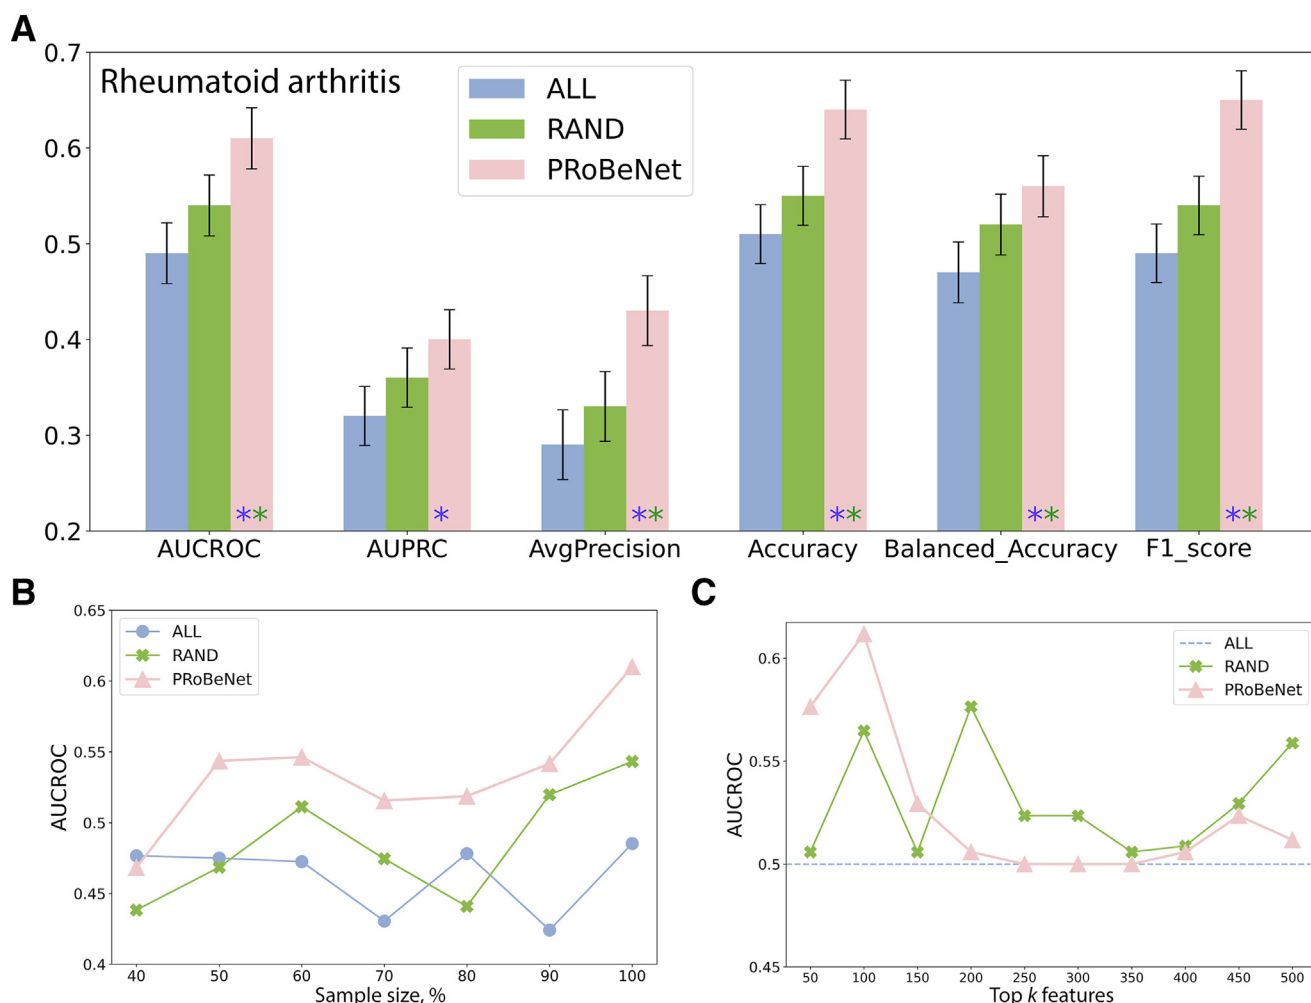 A
Rheumatoid arthritis
ALL
RAND
PRoBeNet
0.7
0.6
0.5
0.4
0.3
0.2
**
*
**
**
**
**
AUCROC
AUPRC
AvgPrecision
Accuracy
Balanced_Accuracy
F1_score
B
ALL
RAND
PRoBeNet
AUCROC
0.65
0.6
0.55
0.5
0.45
0.4
40 50 60 70 80 90 100
Sample size, %
C
ALL
RAND
PRoBeNet
AUCROC
0.6
0.55
0.5
0.45
50 100 150 200 250 300 350 400 450 500
Top k features